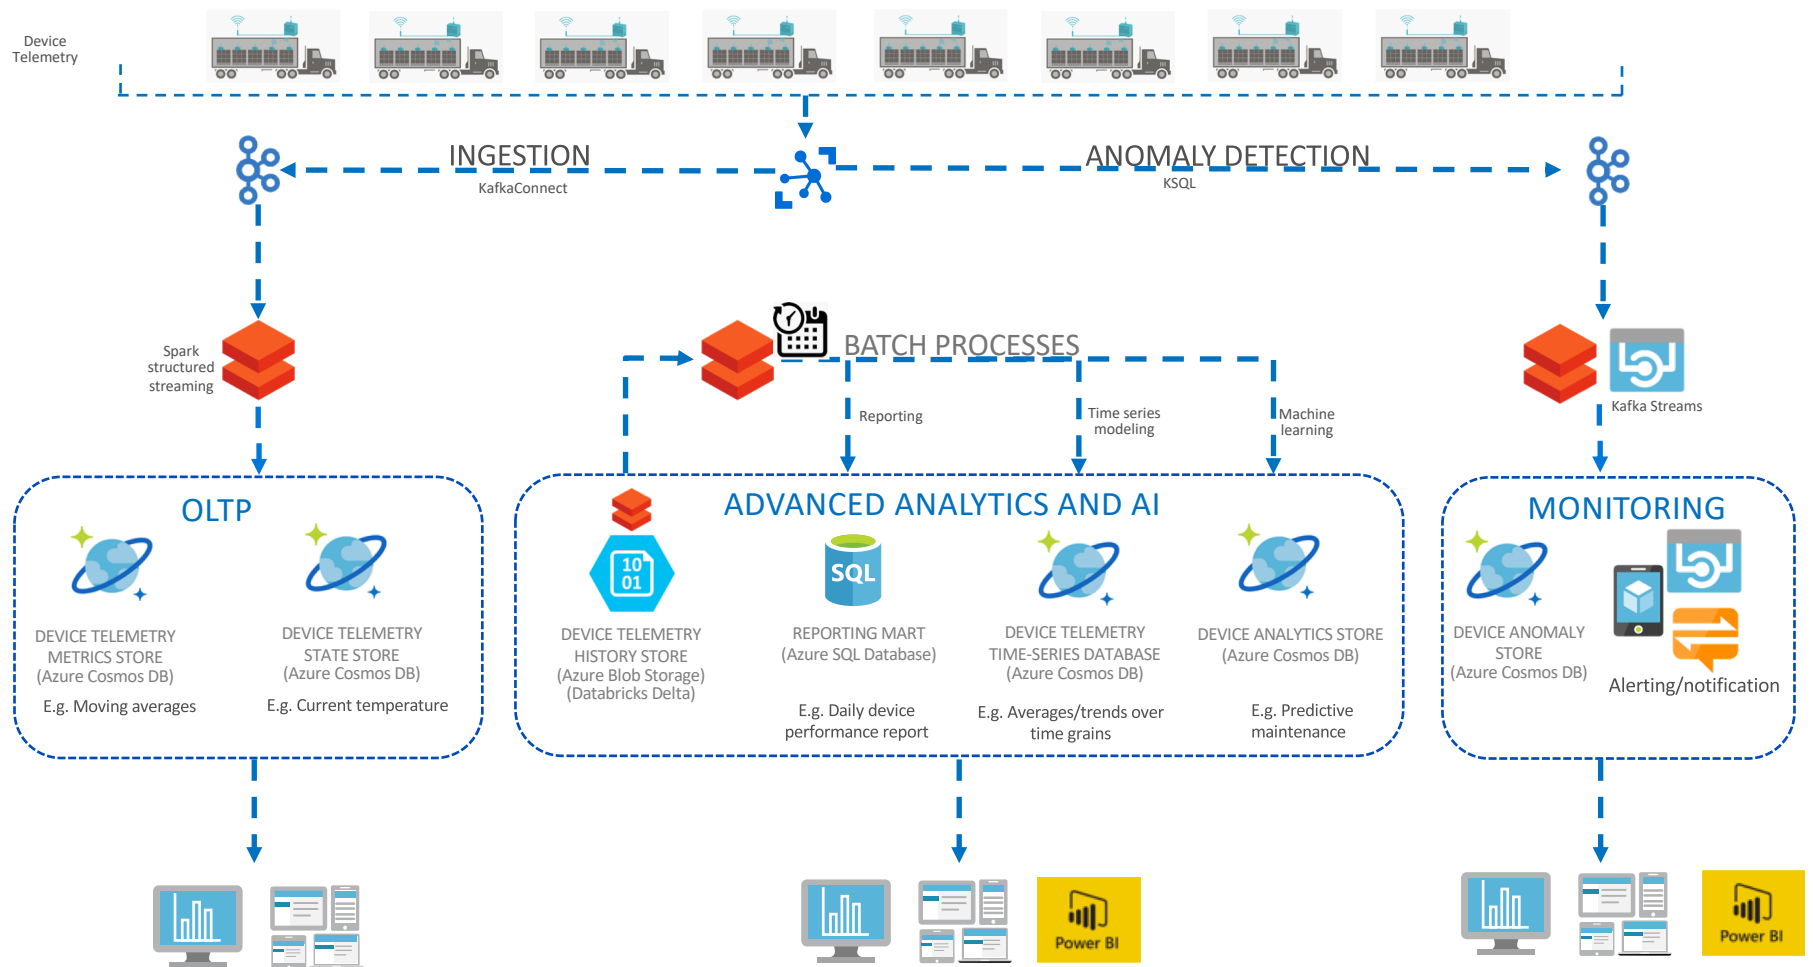 Device
Telemetry
INGESTION
KafkaConnect
ANOMALY DETECTION
KSQL
Spark
structured
streaming
BATCH PROCESSES
Reporting
Time series
modeling
Machine
learning
Kafka Streams
OLTP
DEVICE TELEMETRY
METRICS STORE
(Azure Cosmos DB)
E.g. Moving averages
DEVICE TELEMETRY
STATE STORE
(Azure Cosmos DB)
E.g. Current temperature
ADVANCED ANALYTICS AND AI
10
01
DEVICE TELEMETRY
HISTORY STORE
(Azure Blob Storage)
(Databricks Delta)
SQL
REPORTING MART
(Azure SQL Database)
E.g. Daily device
performance report
DEVICE TELEMETRY
TIME-SERIES DATABASE
(Azure Cosmos DB)
E.g. Averages/trends over
time grains
DEVICE ANALYTICS STORE
(Azure Cosmos DB)
E.g. Predictive
maintenance
MONITORING
DEVICE ANOMALY
STORE
(Azure Cosmos DB)
Alerting/notification
Power BI
Power BI